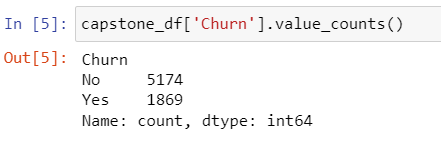 In [5]: capstone_df['Churn'].value_counts()
Out[5]: Churn
No 5174
Yes 1869
Name: count, dtype: int64